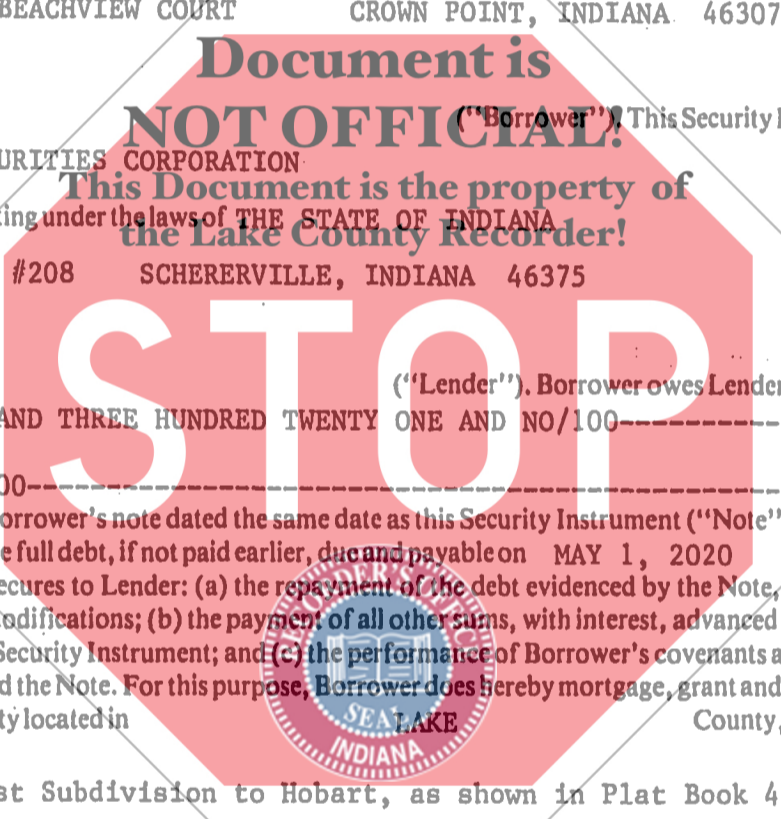 BEACHVIEW COURT CROWN POINT, INDIANA 46307
Document is
NOT OFFICIAL!
("Borrower"). This Security
URITIES CORPORATION
This Document is the property of
ing under the laws of THE STATE OF INDIANA
the Lake County Recorder!
#208 SCHERERVILLE, INDIANA 46375
STOP
("Lender"). Borrower owes Lender
AND THREE HUNDRED TWENTY ONE AND NO/100-----------
00-----------------------------------------------
orrower's note dated the same date as this Security Instrument ("Note"
e full debt, if not paid earlier, due and payable on MAY 1, 2020
ecures to Lender: (a) the repayment of the debt evidenced by the Note,
odifications; (b) the payment of all other sums, with interest, advanced
Security Instrument; and (c) the performance of Borrower's covenants a
d the Note. For this purpose, Borrower does hereby mortgage, grant and
ty located in LAKE County,
RECORDER'S OFFICE
SEAL
INDIANA
st Subdivision to Hobart, as shown in Plat Book 4